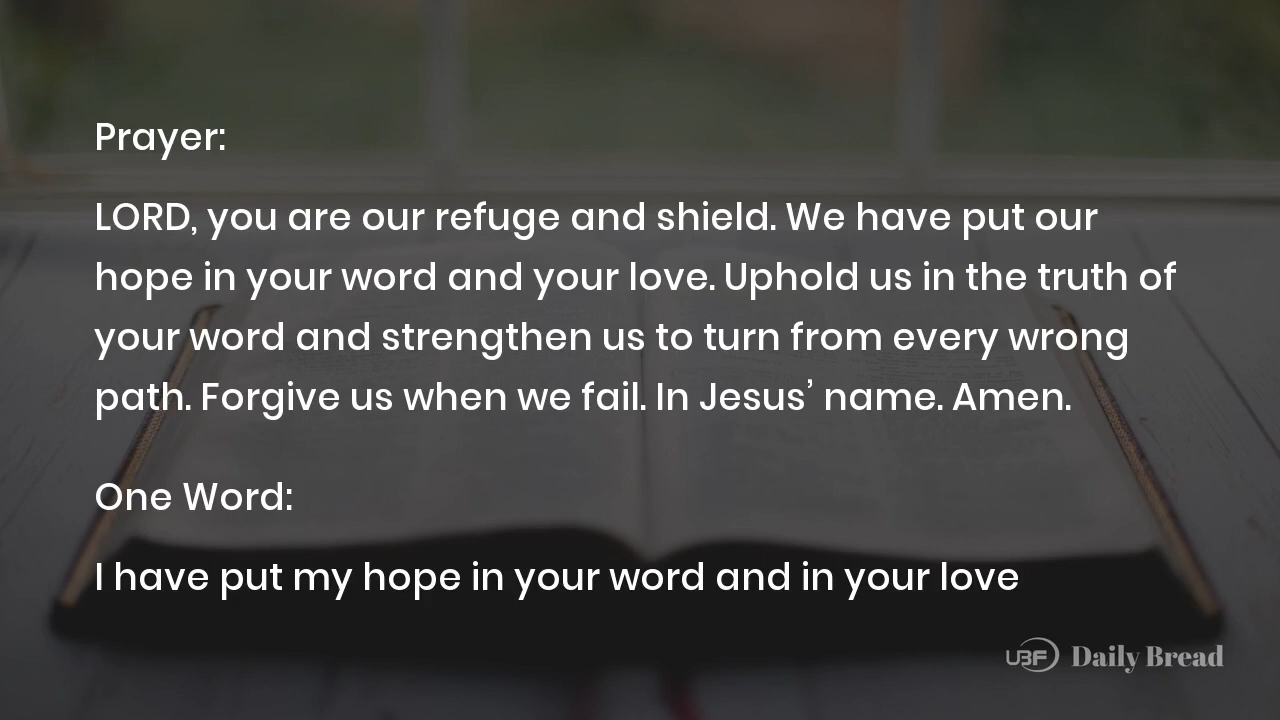 Prayer:
LORD, you are our refuge and shield. We have put our
hope in your word and your love. Uphold us in the truth of
your word and strengthen us to turn from every wrong
path. Forgive us when we fail. In Jesus’ name. Amen.
One Word:
I have put my hope in your word and in your love
UBF Daily Bread